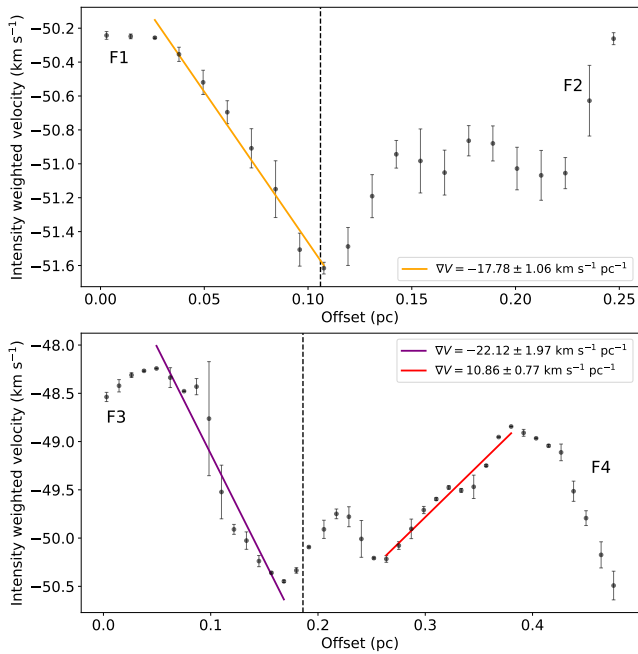 Intensity weighted velocity (km s⁻¹)
−50.2
−50.4
−50.6
−50.8
−51.0
−51.2
−51.4
−51.6
F1
F2
∇V = −17.78 ± 1.06 km s⁻¹ pc⁻¹
0.00 0.05 0.10 0.15 0.20 0.25
Offset (pc)
Intensity weighted velocity (km s⁻¹)
−48.0
−48.5
−49.0
−49.5
−50.0
−50.5
F3
F4
∇V = −22.12 ± 1.97 km s⁻¹ pc⁻¹
∇V = 10.86 ± 0.77 km s⁻¹ pc⁻¹
0.0 0.1 0.2 0.3 0.4
Offset (pc)